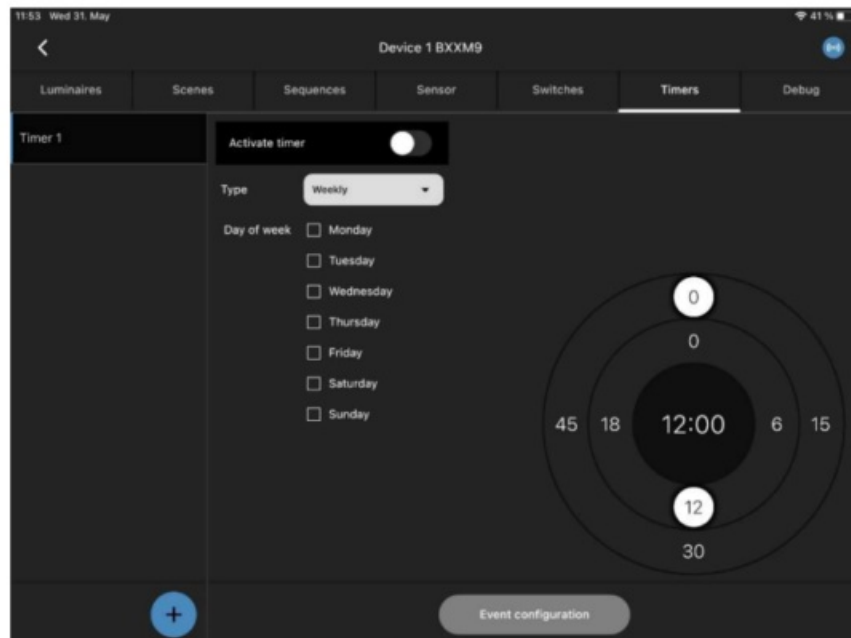 11:53 Wed 31. May
41 %
Device 1 BXXM9
Luminaires Scenes Sequences Sensor Switches Timers Debug
Timer 1
Activate timer
Type Weekly
Day of week Monday
Tuesday
Wednesday
Thursday
Friday
Saturday
Sunday
0
0
45 18 12:00 6 15
12
30
+
Event configuration